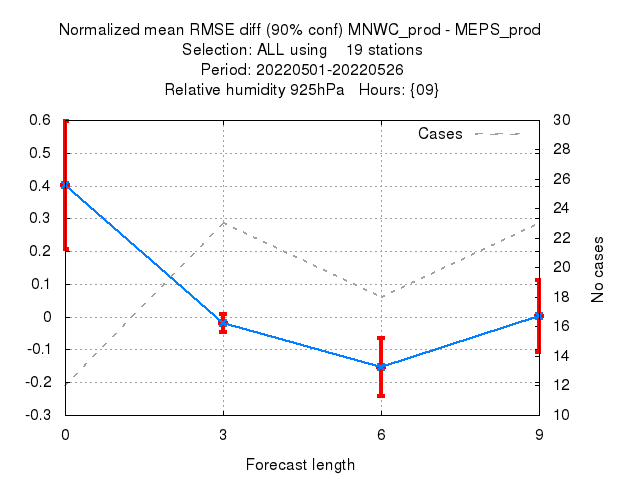 Normalized mean RMSE diff (90% conf) MNWC_prod - MEPS_prod
Selection: ALL using    19 stations
Period: 20220501-20220526
Relative humidity 925hPa   Hours: {09}
Cases
0.6
0.5
0.4
0.3
0.2
0.1
0
-0.1
-0.2
-0.3
30
28
26
24
22
20
18
16
14
12
10
No cases
0 3 6 9
Forecast length